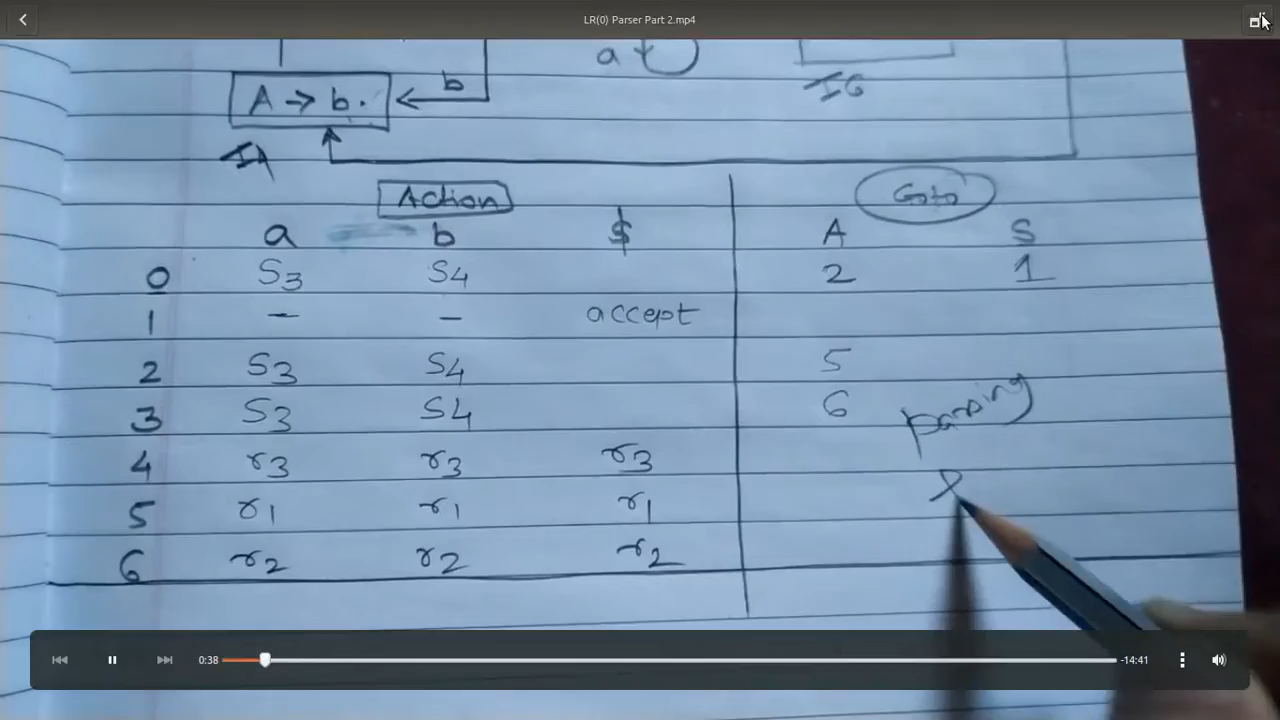 LR(0) Parser Part 2.mp4
a
b
A → b.
I4
I6
Action
Goto
a b $ A S
0 S3 S4 2 1
1 – – accept
2 S3 S4 5
3 S3 S4 6
parsing
4 r3 r3 r3
5 r1 r1 r1
6 r2 r2 r2
0:38
-14:41